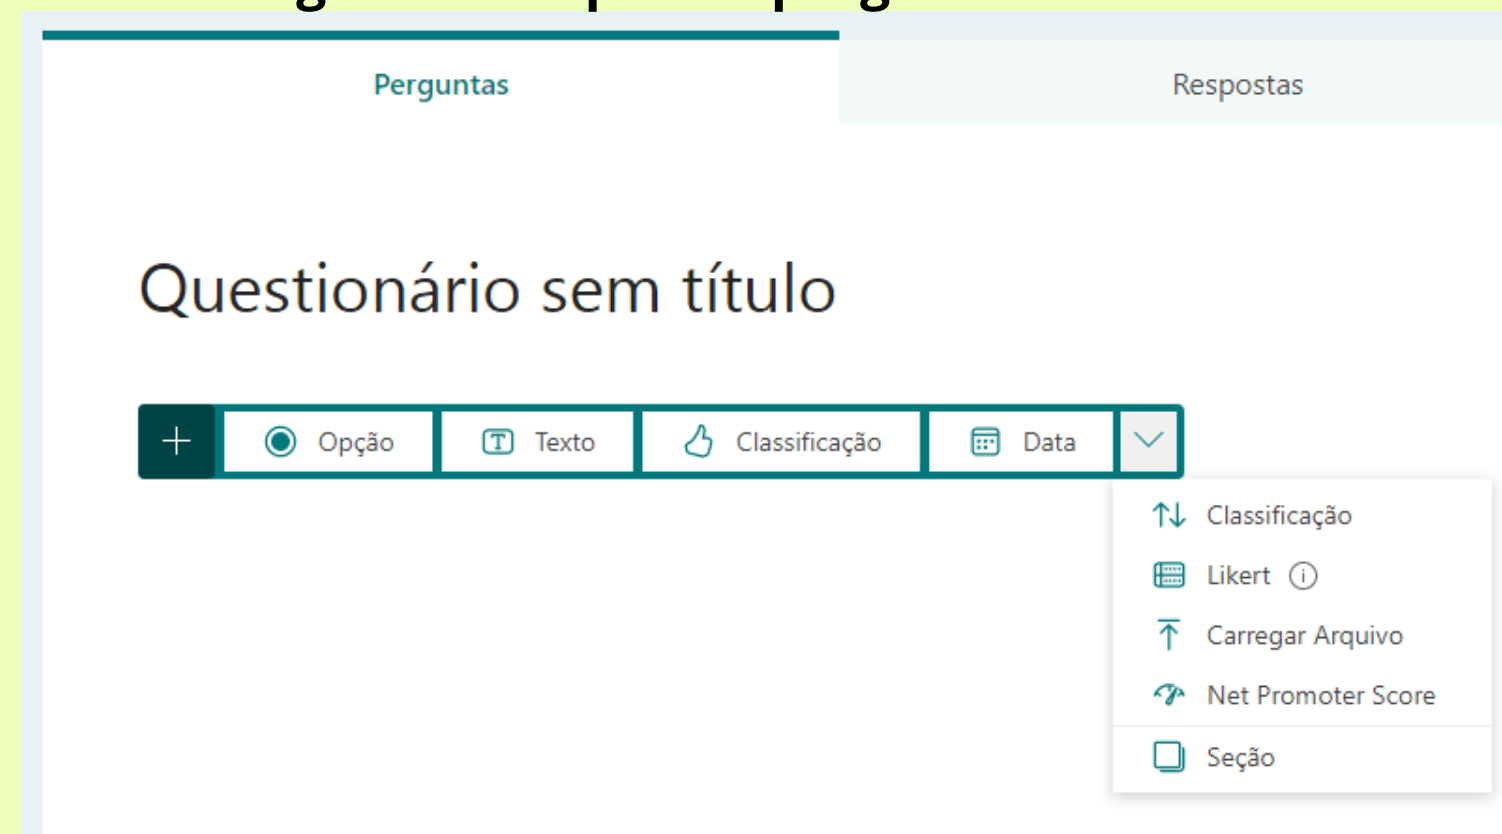 Perguntas
Respostas
Questionário sem título
Opção
Texto
Classificação
Data
Classificação
Likert
Carregar Arquivo
Net Promoter Score
Seção